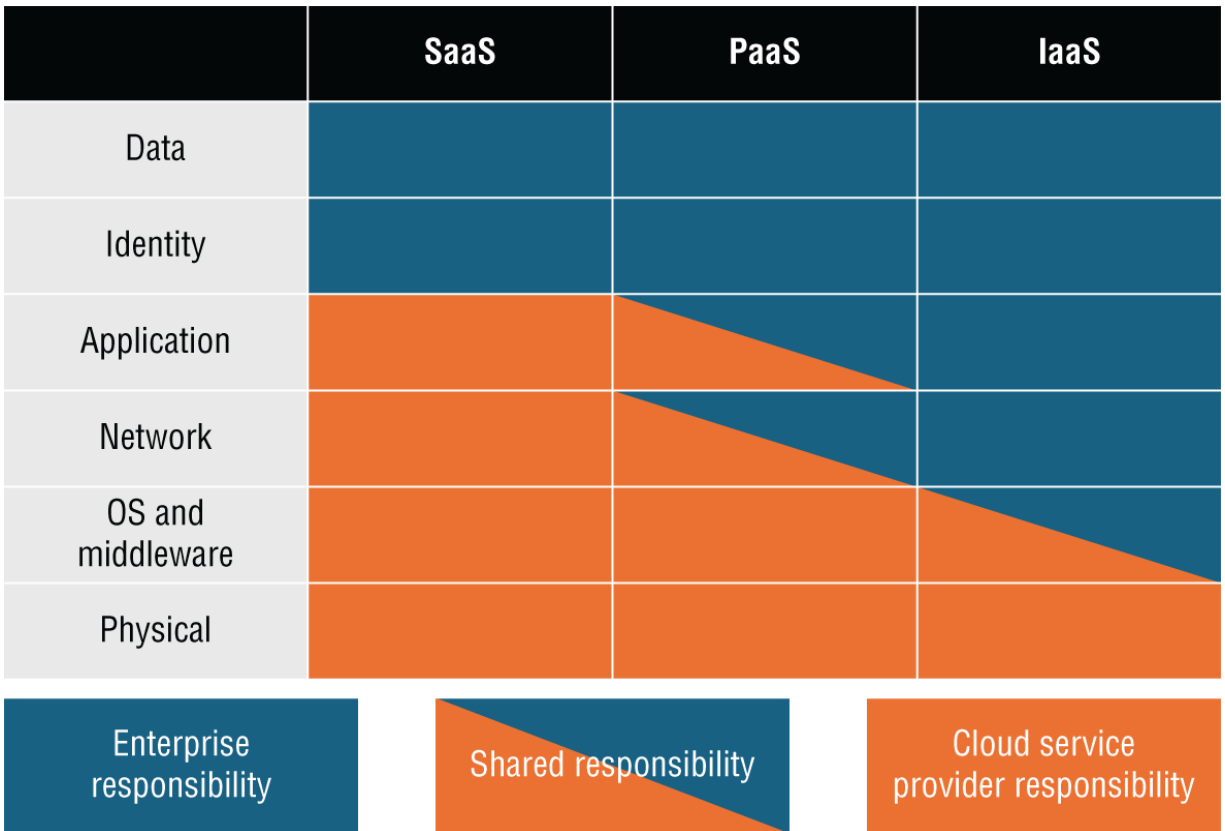 SaaS PaaS IaaS
Data
Identity
Application
Network
OS and
middleware
Physical
Enterprise
responsibility
Shared responsibility
Cloud service
provider responsibility